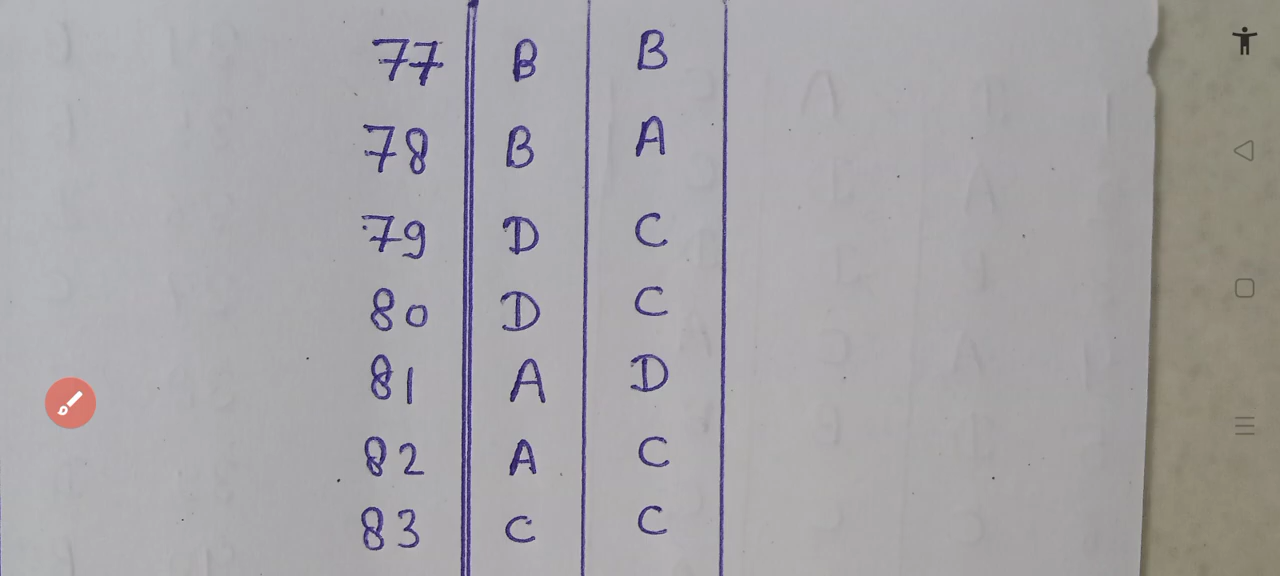 77 B B
78 B A
79 D C
80 D C
81 A D
82 A C
83 C C